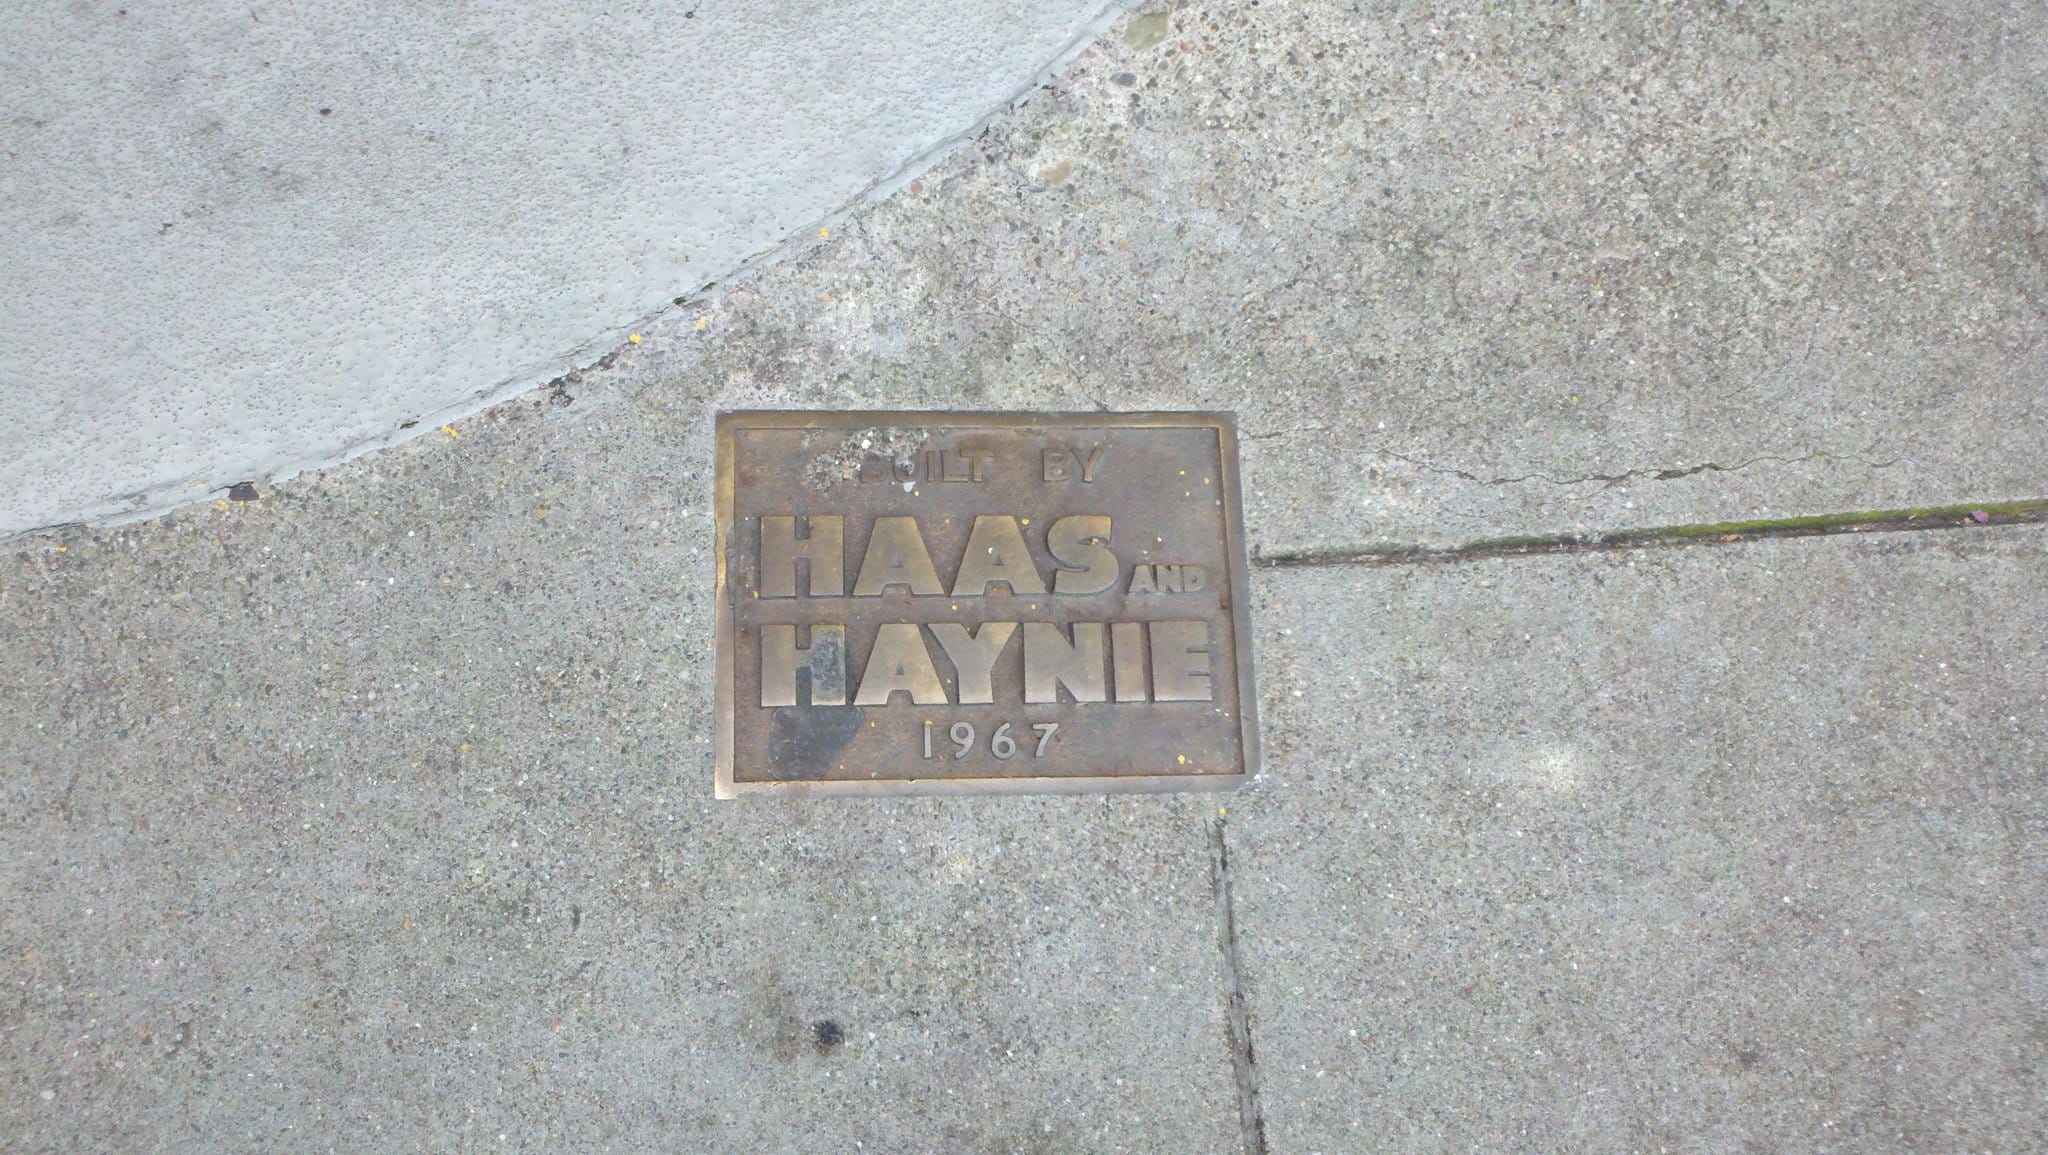 BUILT BY
HAAS AND
HAYNIE
1967